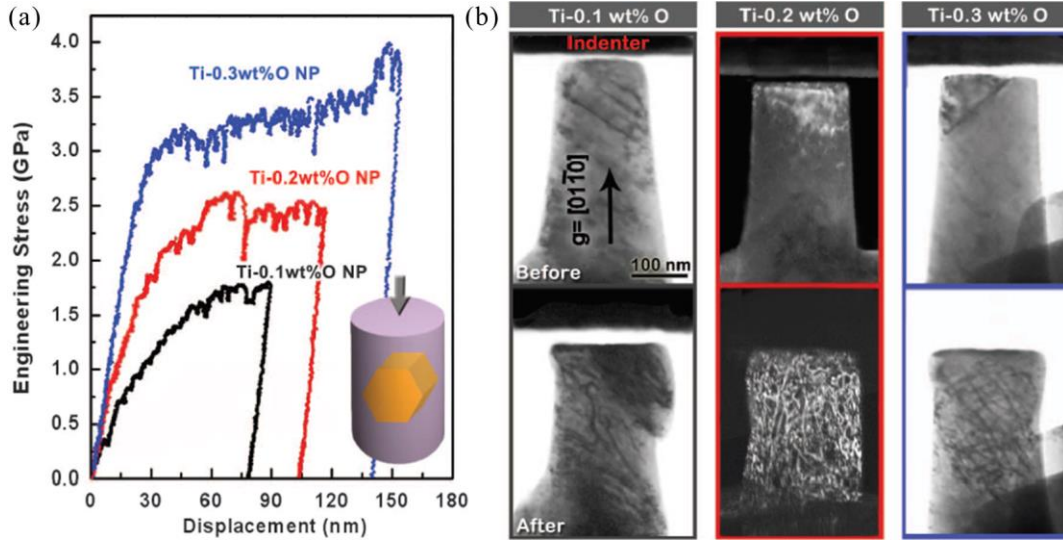 (a)
4.0
3.5
3.0
2.5
2.0
1.5
1.0
0.5
0.0
Engineering Stress (GPa)
Ti-0.3wt%O NP
Ti-0.2wt%O NP
Ti-0.1wt%O NP
0 30 60 90 120 150 180
Displacement (nm)
(b)
Ti-0.1 wt% O Ti-0.2 wt% O Ti-0.3 wt% O
Indenter
g= [011̄0]
100 nm
Before
After